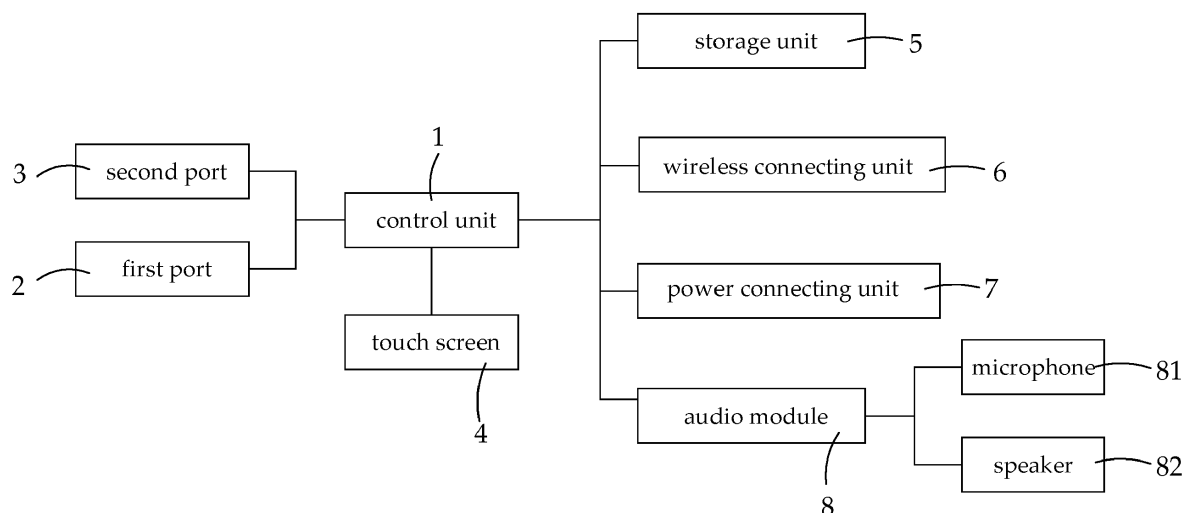 storage unit
5
1
wireless connecting unit
6
3
second port
control unit
2
first port
power connecting unit
7
touch screen
4
microphone
81
audio module
8
speaker
82